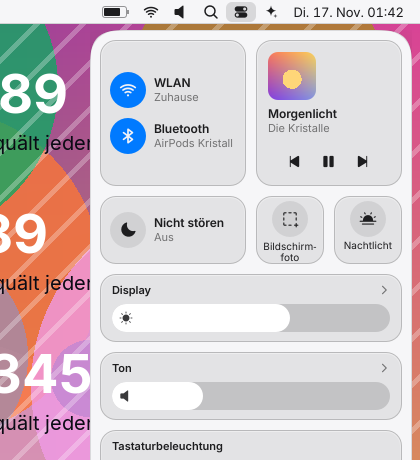 Di. 17. Nov. 01:42
89
quält jeder
39
quält jeder
345
quält jeder
WLAN
Zuhause
Bluetooth
AirPods Kristall
Morgenlicht
Die Kristalle
Nicht stören
Aus
Bildschirm-
foto
Nachtlicht
Display
Ton
Tastaturbeleuchtung